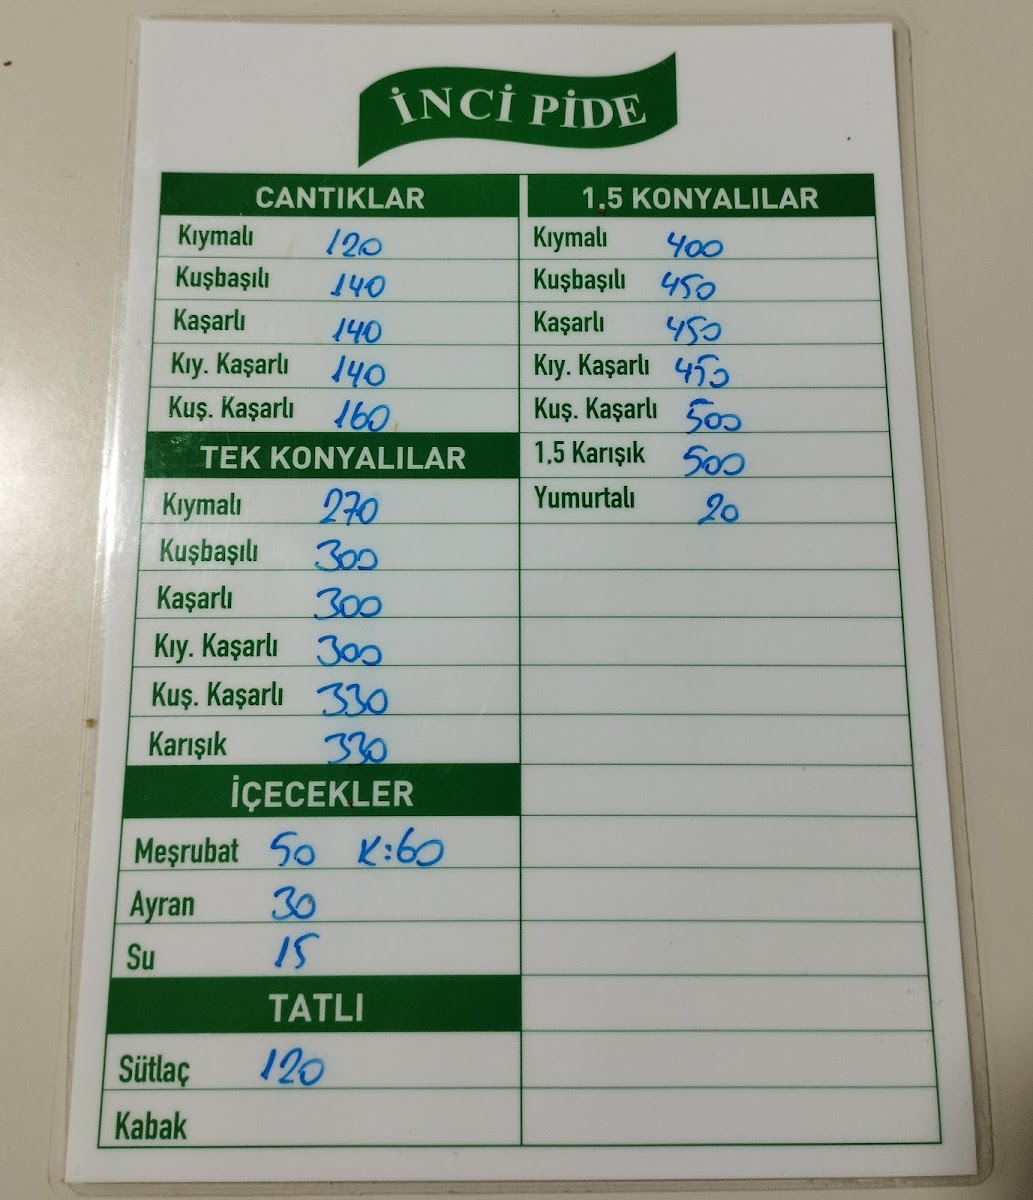 İNCİ PİDE
CANTIKLAR
Kıymalı 120
Kuşbaşılı 140
Kaşarlı 140
Kıy. Kaşarlı 140
Kuş. Kaşarlı 160
TEK KONYALILAR
Kıymalı 270
Kuşbaşılı 300
Kaşarlı 300
Kıy. Kaşarlı 300
Kuş. Kaşarlı 330
Karışık 330
İÇECEKLER
Meşrubat 50 K:60
Ayran 30
Su 15
TATLI
Sütlaç 120
Kabak
1.5 KONYALILAR
Kıymalı 400
Kuşbaşılı 450
Kaşarlı 450
Kıy. Kaşarlı 450
Kuş. Kaşarlı 500
1,5 Karışık 500
Yumurtalı 20